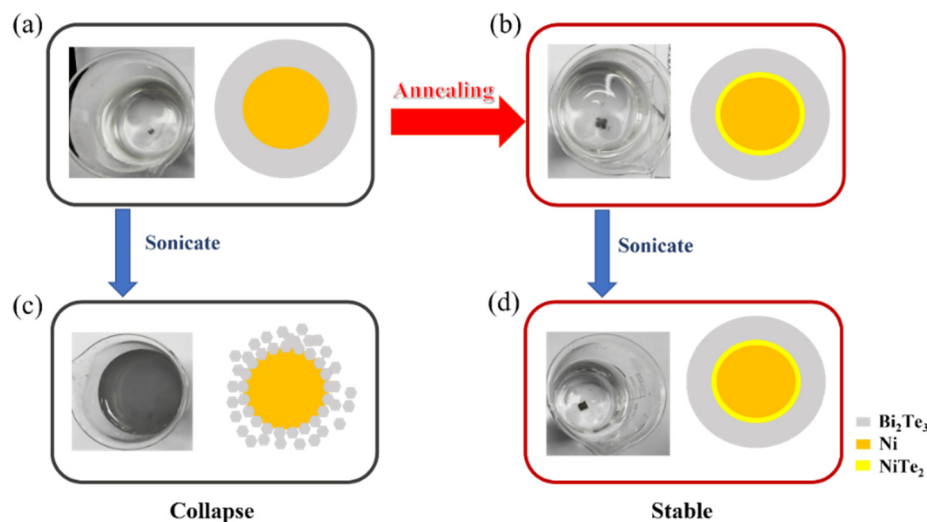 (a)
(b)
Annealing
Sonicate
Sonicate
(c)
(d)
Bi₂Te₃
Ni
NiTe₂
Collapse
Stable